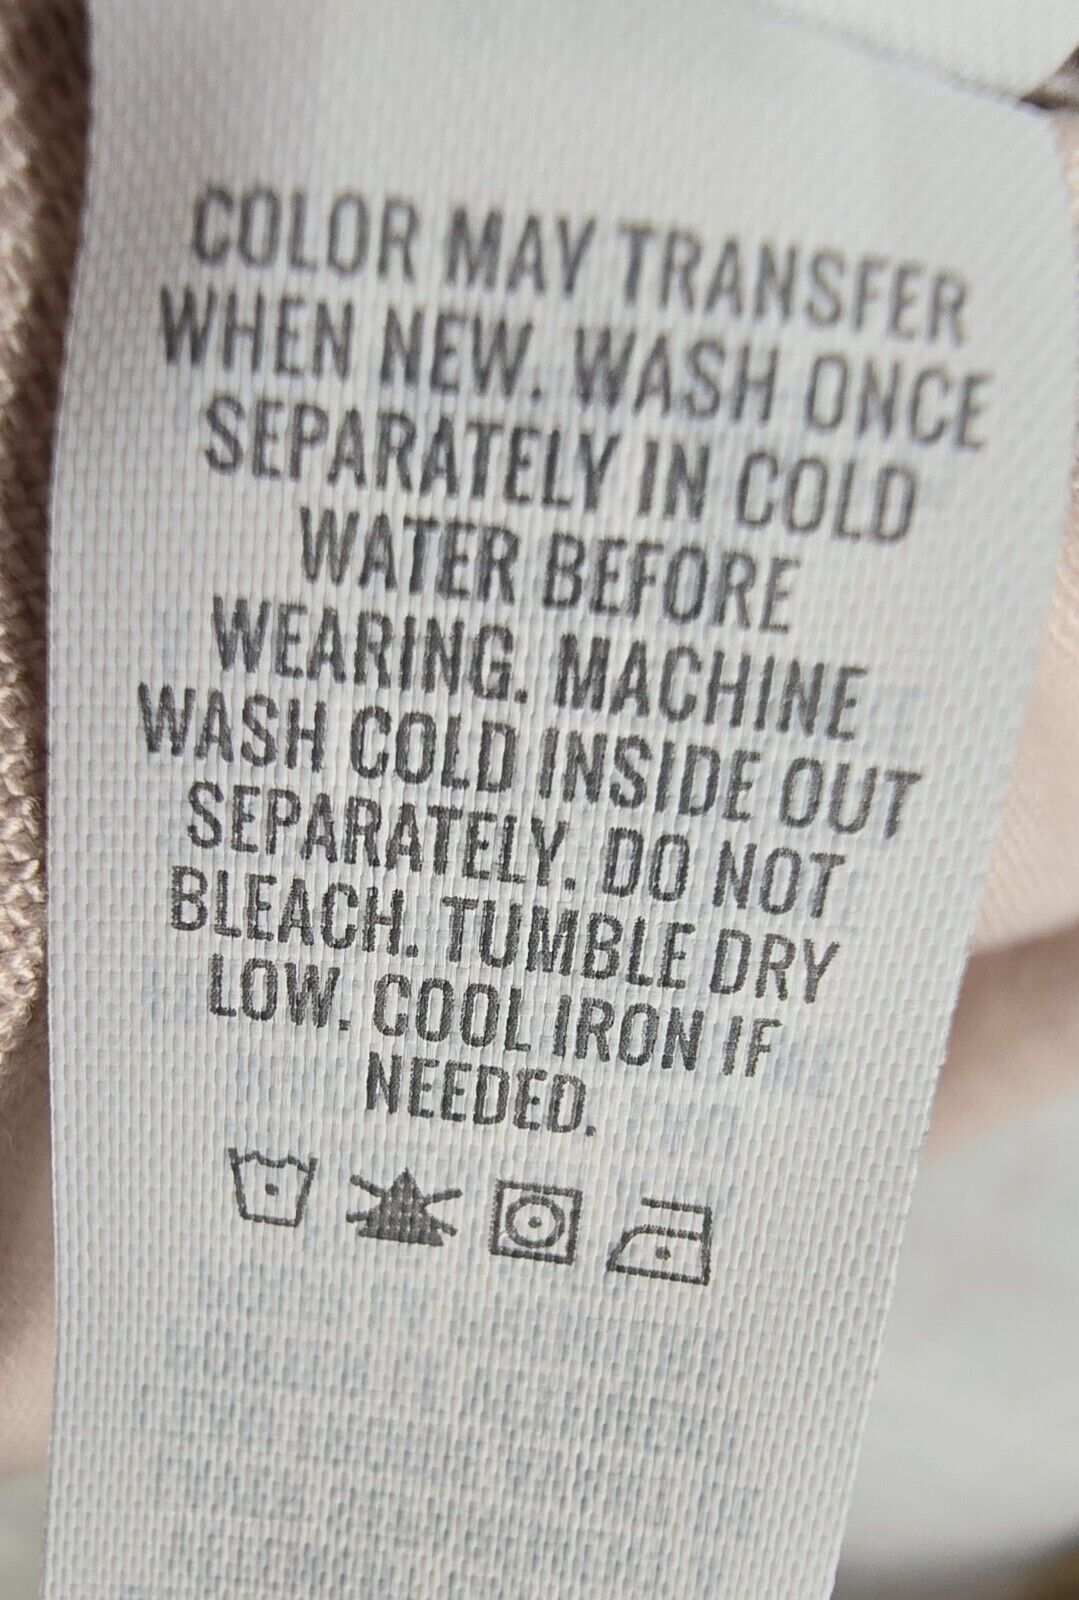 COLOR MAY TRANSFER
WHEN NEW. WASH ONCE
SEPARATELY IN COLD
WATER BEFORE
WEARING. MACHINE
WASH COLD INSIDE OUT
SEPARATELY. DO NOT
BLEACH. TUMBLE DRY
LOW. COOL IRON IF
NEEDED.